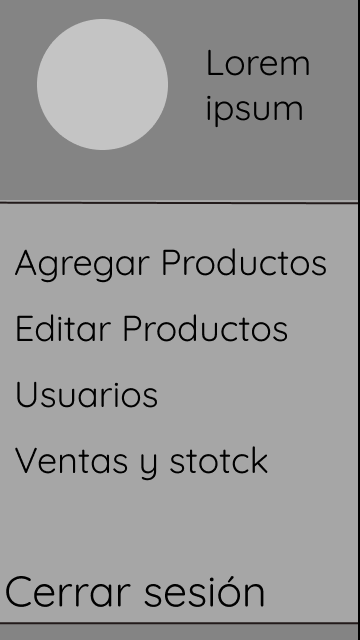 Lorem
ipsum
Agregar Productos
Editar Productos
Usuarios
Ventas y stotck
Cerrar sesión